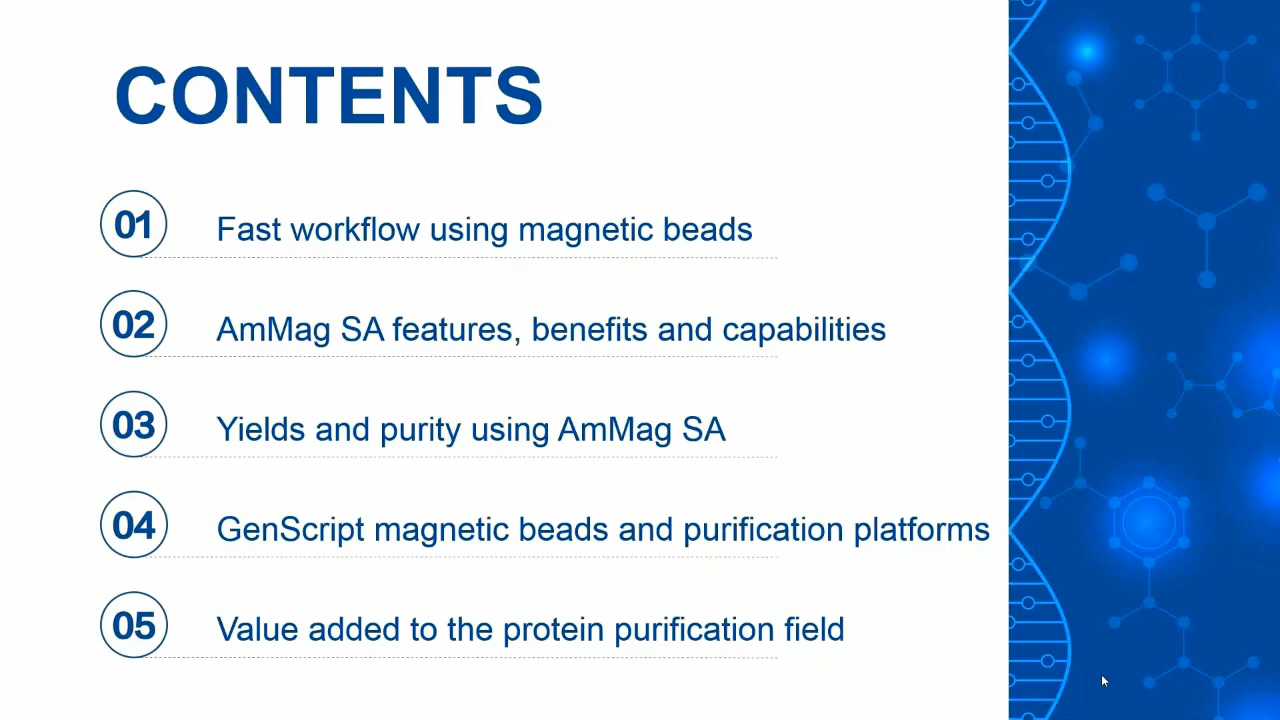 CONTENTS
01 Fast workflow using magnetic beads
02 AmMag SA features, benefits and capabilities
03 Yields and purity using AmMag SA
04 GenScript magnetic beads and purification platforms
05 Value added to the protein purification field